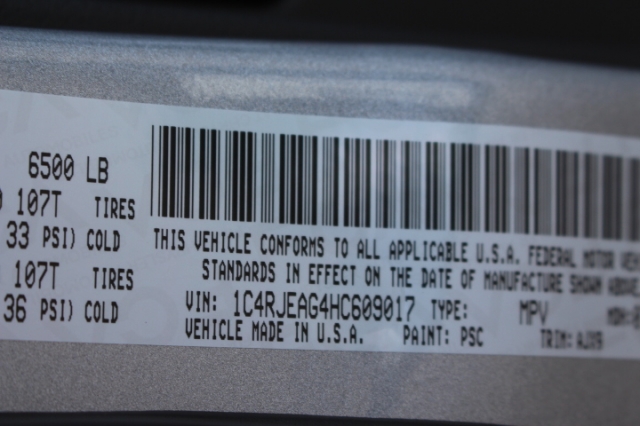 6500 LB
107T TIRES
33 PSI) COLD
107T TIRES
36 PSI) COLD
THIS VEHICLE CONFORMS TO ALL APPLICABLE U.S.A. FEDERAL MOTOR VEH
STANDARDS IN EFFECT ON THE DATE OF MANUFACTURE SHOWN ABOVE.
VIN: 1C4RJEAG4HC609017 TYPE: MPV MDH:
VEHICLE MADE IN U.S.A. PAINT: PSC TRIM: AJX9